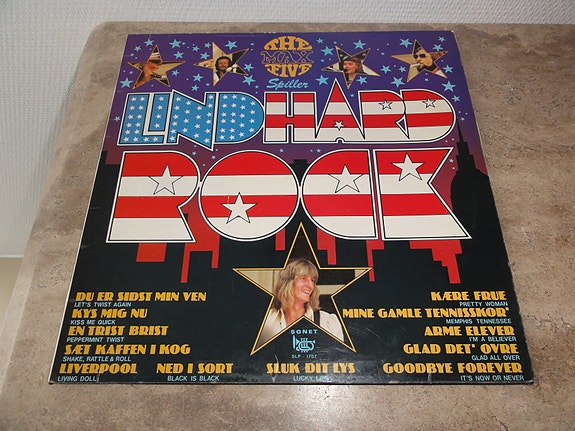 THE
MAX
FIVE
Spiller
LINDHARD
ROCK
DU ER SIDST MIN VEN
LET'S TWIST AGAIN
KYS MIG NU
KISS ME QUICK
EN TRIST BRIST
PEPPERMINT TWIST
SÆT KAFFEN I KOG
SHAKE, RATTLE & ROLL
LIVERPOOL
LIVING DOLL
NED I SORT
BLACK IS BLACK
SONET
SLP - 1707
SLUK DIT LYS
LUCKY LIPS
KÆRE FRUE
PRETTY WOMAN
MINE GAMLE TENNISSKOR'
MEMPHIS TENNESSEE
ARME ELEVER
I'M A BELIEVER
GLAD DET' OVRE
GLAD ALL OVER
GOODBYE FOREVER
IT'S NOW OR NEVER